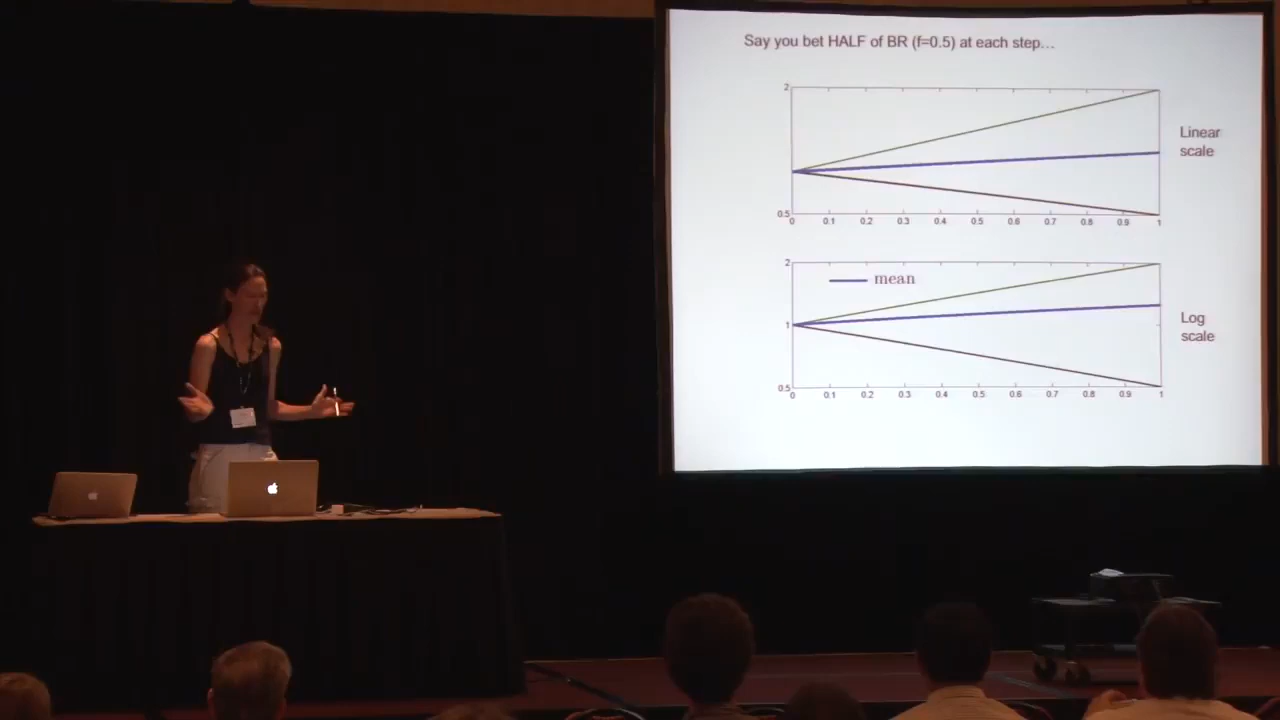 Say you bet HALF of BR (f=0.5) at each step...
2
0.5
0 0.1 0.2 0.3 0.4 0.5 0.6 0.7 0.8 0.9 1
Linear
scale
2
1
0.5
mean
0 0.1 0.2 0.3 0.4 0.5 0.6 0.7 0.8 0.9 1
Log
scale